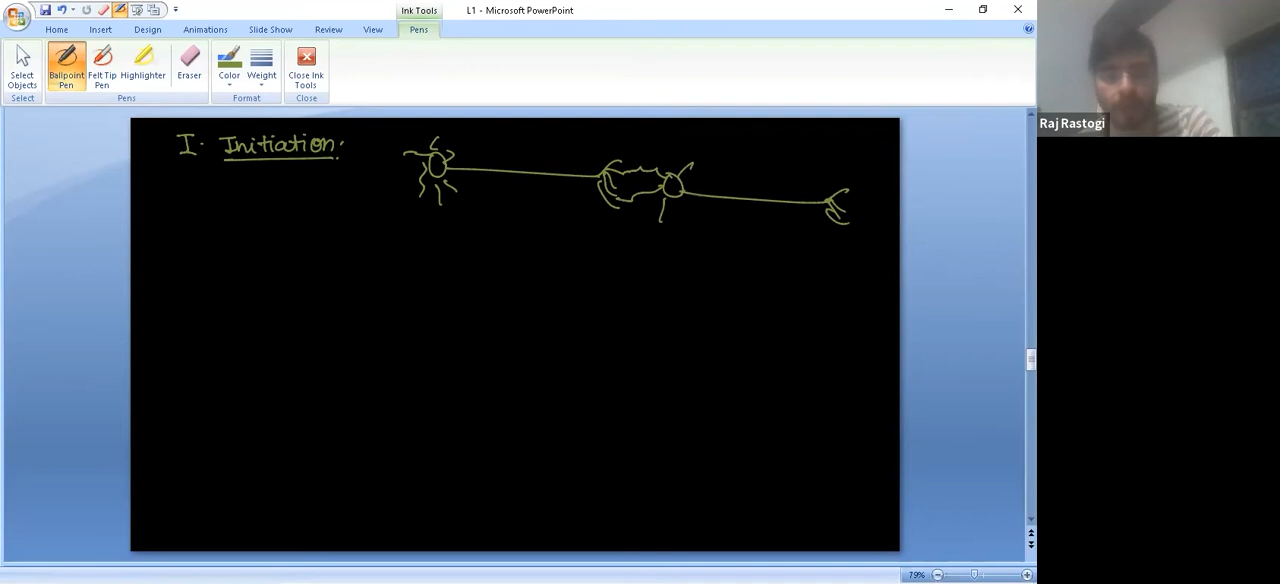 Ink Tools
L1 - Microsoft PowerPoint
Home Insert Design Animations Slide Show Review View Pens
Select Objects
Ballpoint Pen
Felt Tip Pen
Highlighter
Eraser
Color
Weight
Close Ink Tools
Select Pens Format Close
I. Initiation:
Raj Rastogi
79%